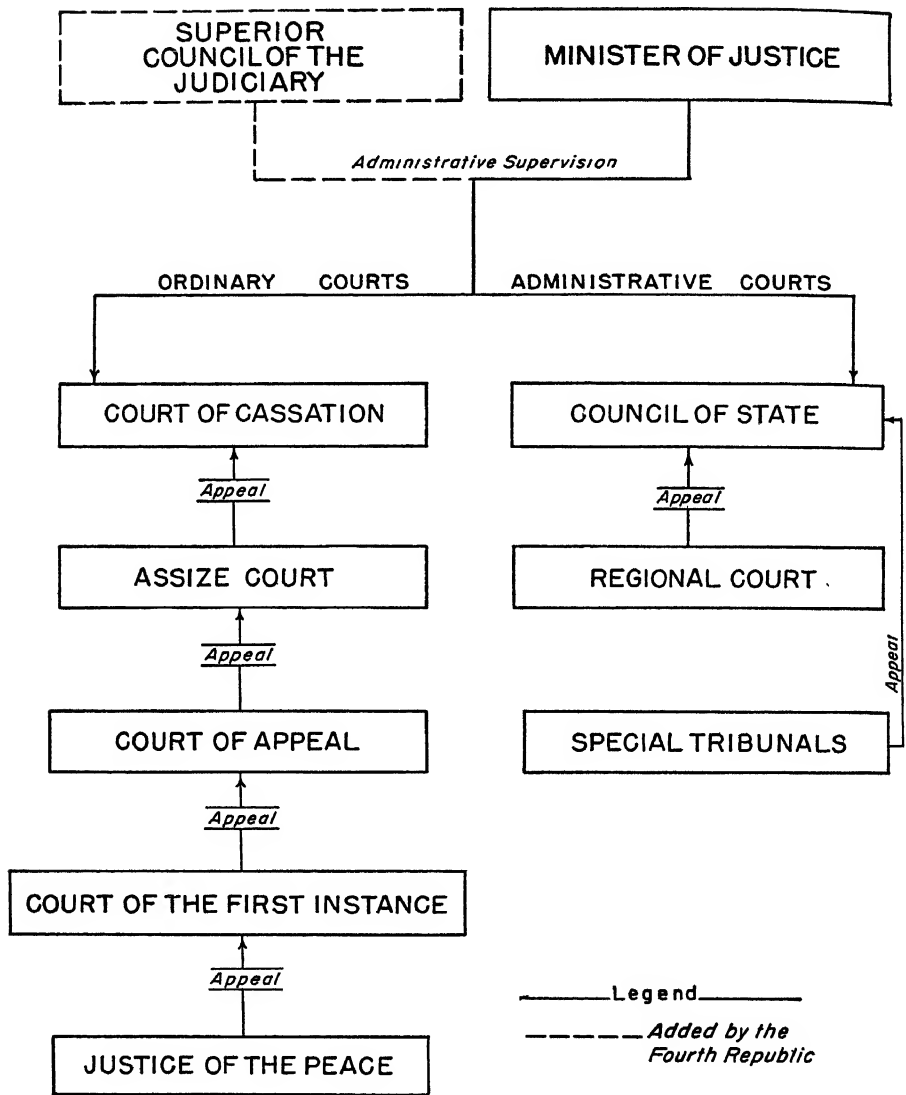 SUPERIOR
COUNCIL OF THE
JUDICIARY
MINISTER OF JUSTICE
Administrative Supervision
ORDINARY COURTS
ADMINISTRATIVE COURTS
COURT OF CASSATION
COUNCIL OF STATE
Appeal
Appeal
ASSIZE COURT
REGIONAL COURT
Appeal
Appeal
COURT OF APPEAL
SPECIAL TRIBUNALS
Appeal
COURT OF THE FIRST INSTANCE
Appeal
JUSTICE OF THE PEACE
Legend
Added by the
Fourth Republic